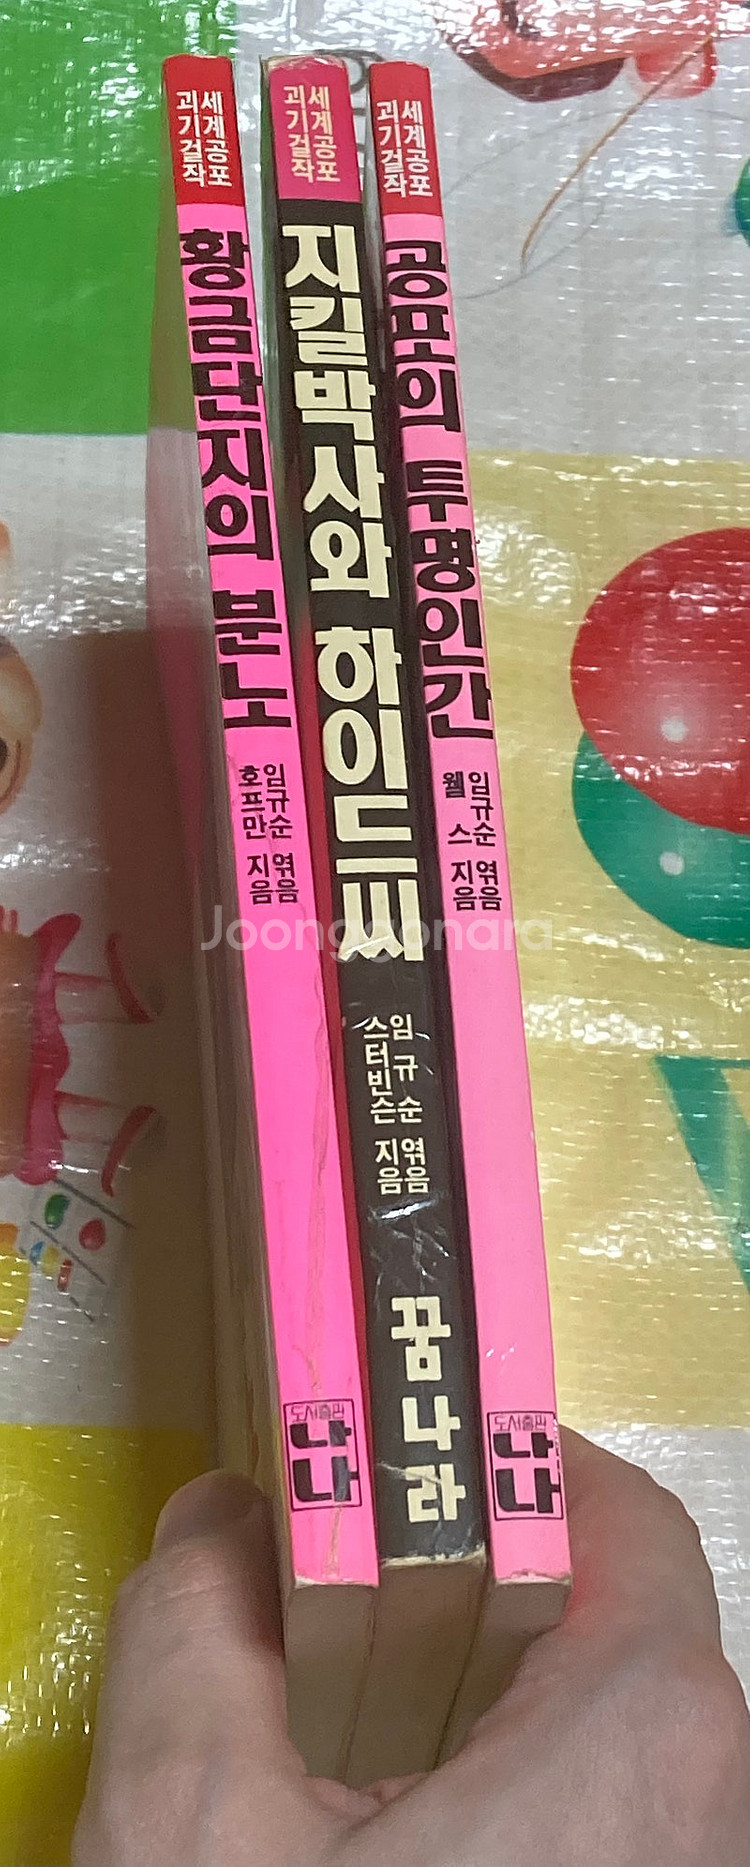 세계공포
괴기걸작
황금단지의 분노
임규순 엮음
호프만 지음
도서출판
나나
세계공포
괴기걸작
지킬박사와 하이드씨
임규순 엮음
스티븐슨 지음
꿈나라
세계공포
괴기걸작
공포의 투명인간
임규순 엮음
웰스 지음
도서출판
나나
Joonggonara